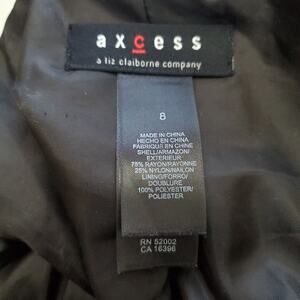 axcess
a liz claiborne company
8
MADE IN CHINA
HECHO EN CHINA
FABRIQUE EN CHINE
SHELL/ARMAZON/
EXTERIEUR
75% RAYON/RAYONNE
25% NYLON/NAILON
LINING/FORRO/
DOUBLURE
100% POLYESTER/
POLIESTER
RN 52002
CA 16396